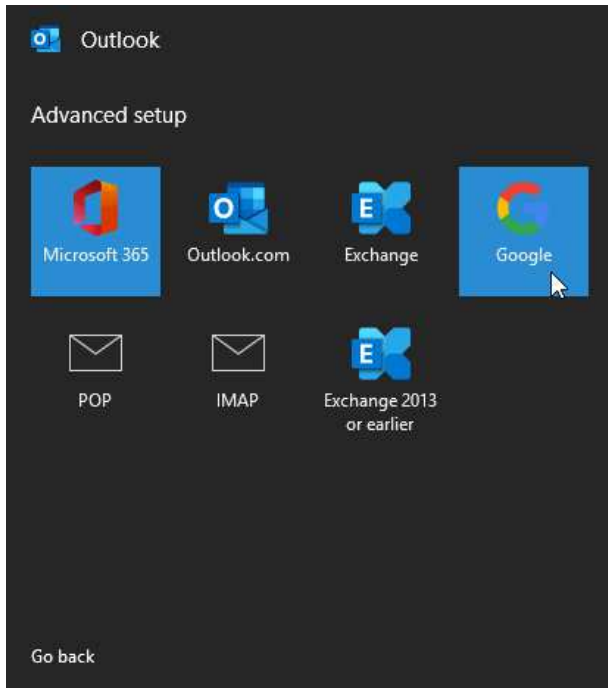 Outlook
Advanced setup
Microsoft 365
Outlook.com
Exchange
Google
POP
IMAP
Exchange 2013
or earlier
Go back